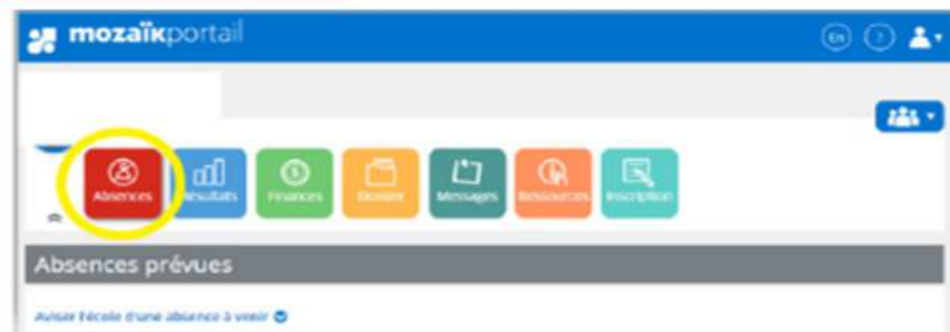 mozaïkportail
En ?
Absences Résultats Finances Dossier Messages Ressources Inscription
Absences prévues
Aviser l'école d'une absence à venir